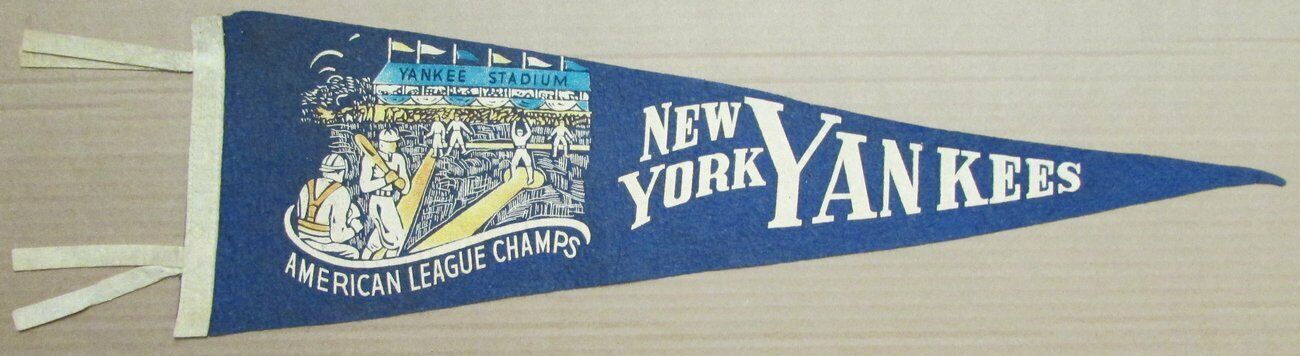 YANKEE STADIUM
AMERICAN LEAGUE CHAMPS
NEW
YORK YANKEES